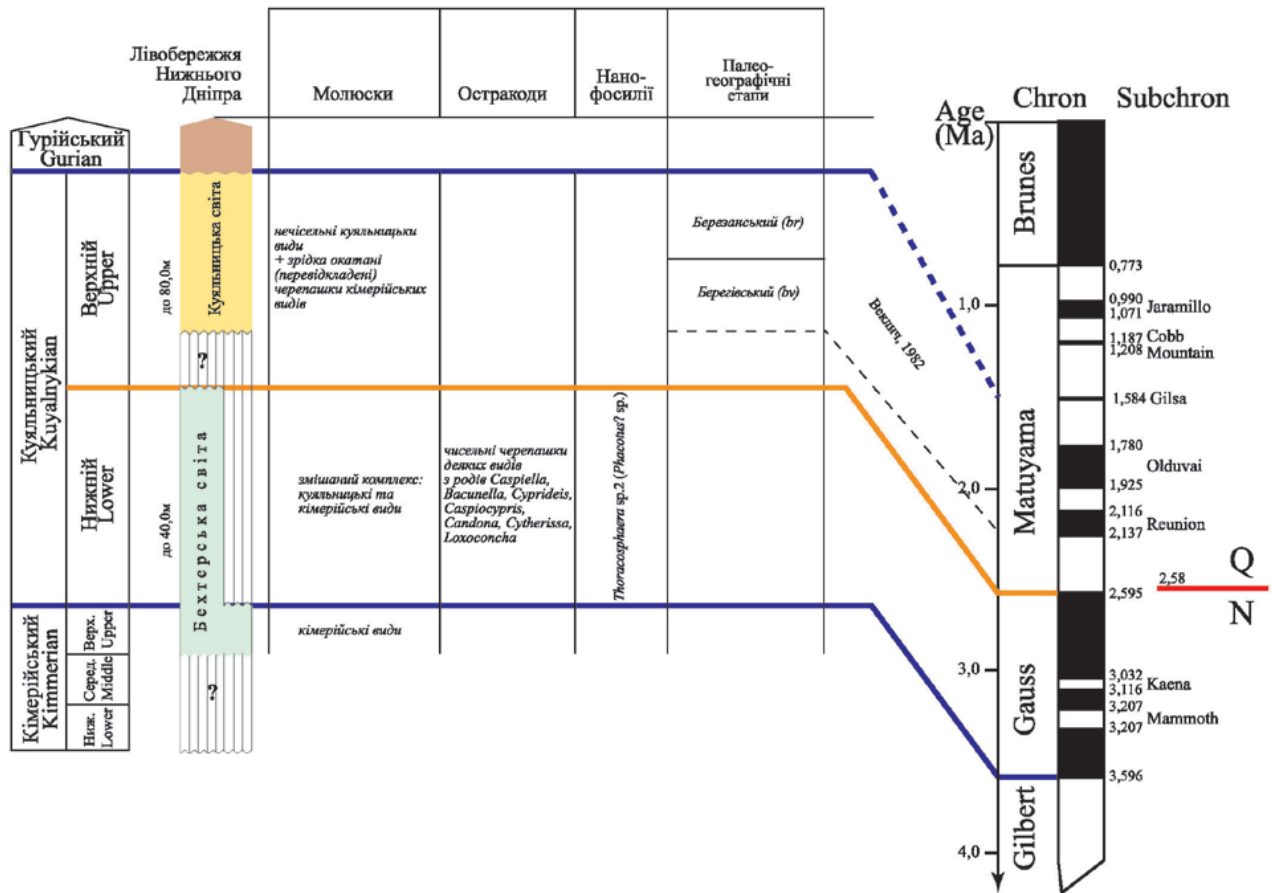 Лівобережжя
Нижнього
Дніпра
Молюски
Остракоди
Нано-
фосилії
Палео-
географічні
етапи
Age
(Ma)
Chron
Subchron
Гурійський
Gurian
Куяльницький
Kuyalnykian
Верхній
Upper
Нижній
Lower
Кімерійський
Kimmerian
Верх.
Upper
Серед.
Middle
Ниж.
Lower
до 80,0м
до 40,0м
Куяльницька світа
?
Бехтерська світа
?
нечісельні куяльницьки
види
+ зрідка окатані
(перевідкладені)
черепашки кімерійських
видів
змішаний комплекс:
куяльницькі та
кімерійські види
кімерійські види
чисельні черепашки
деяких видів
з родів Caspiella,
Bacunella, Cyprideis,
Caspiocypris,
Candona, Cytherissa,
Loxoconcha
Thoracosphaera sp.2 (Phacotus? sp.)
Березанський (br)
Берегівський (bv)
Веклич, 1982
1,0
2,0
3,0
4,0
Brunes
Matuyama
Gauss
Gilbert
0,773
0,990
1,071
Jaramillo
1,187
1,208
Cobb
Mountain
1,584
Gilsa
1,780
Olduvai
1,925
2,116
2,137
Reunion
2,595
2,58
Q
N
3,032
3,116
Kaena
3,207
Mammoth
3,207
3,596